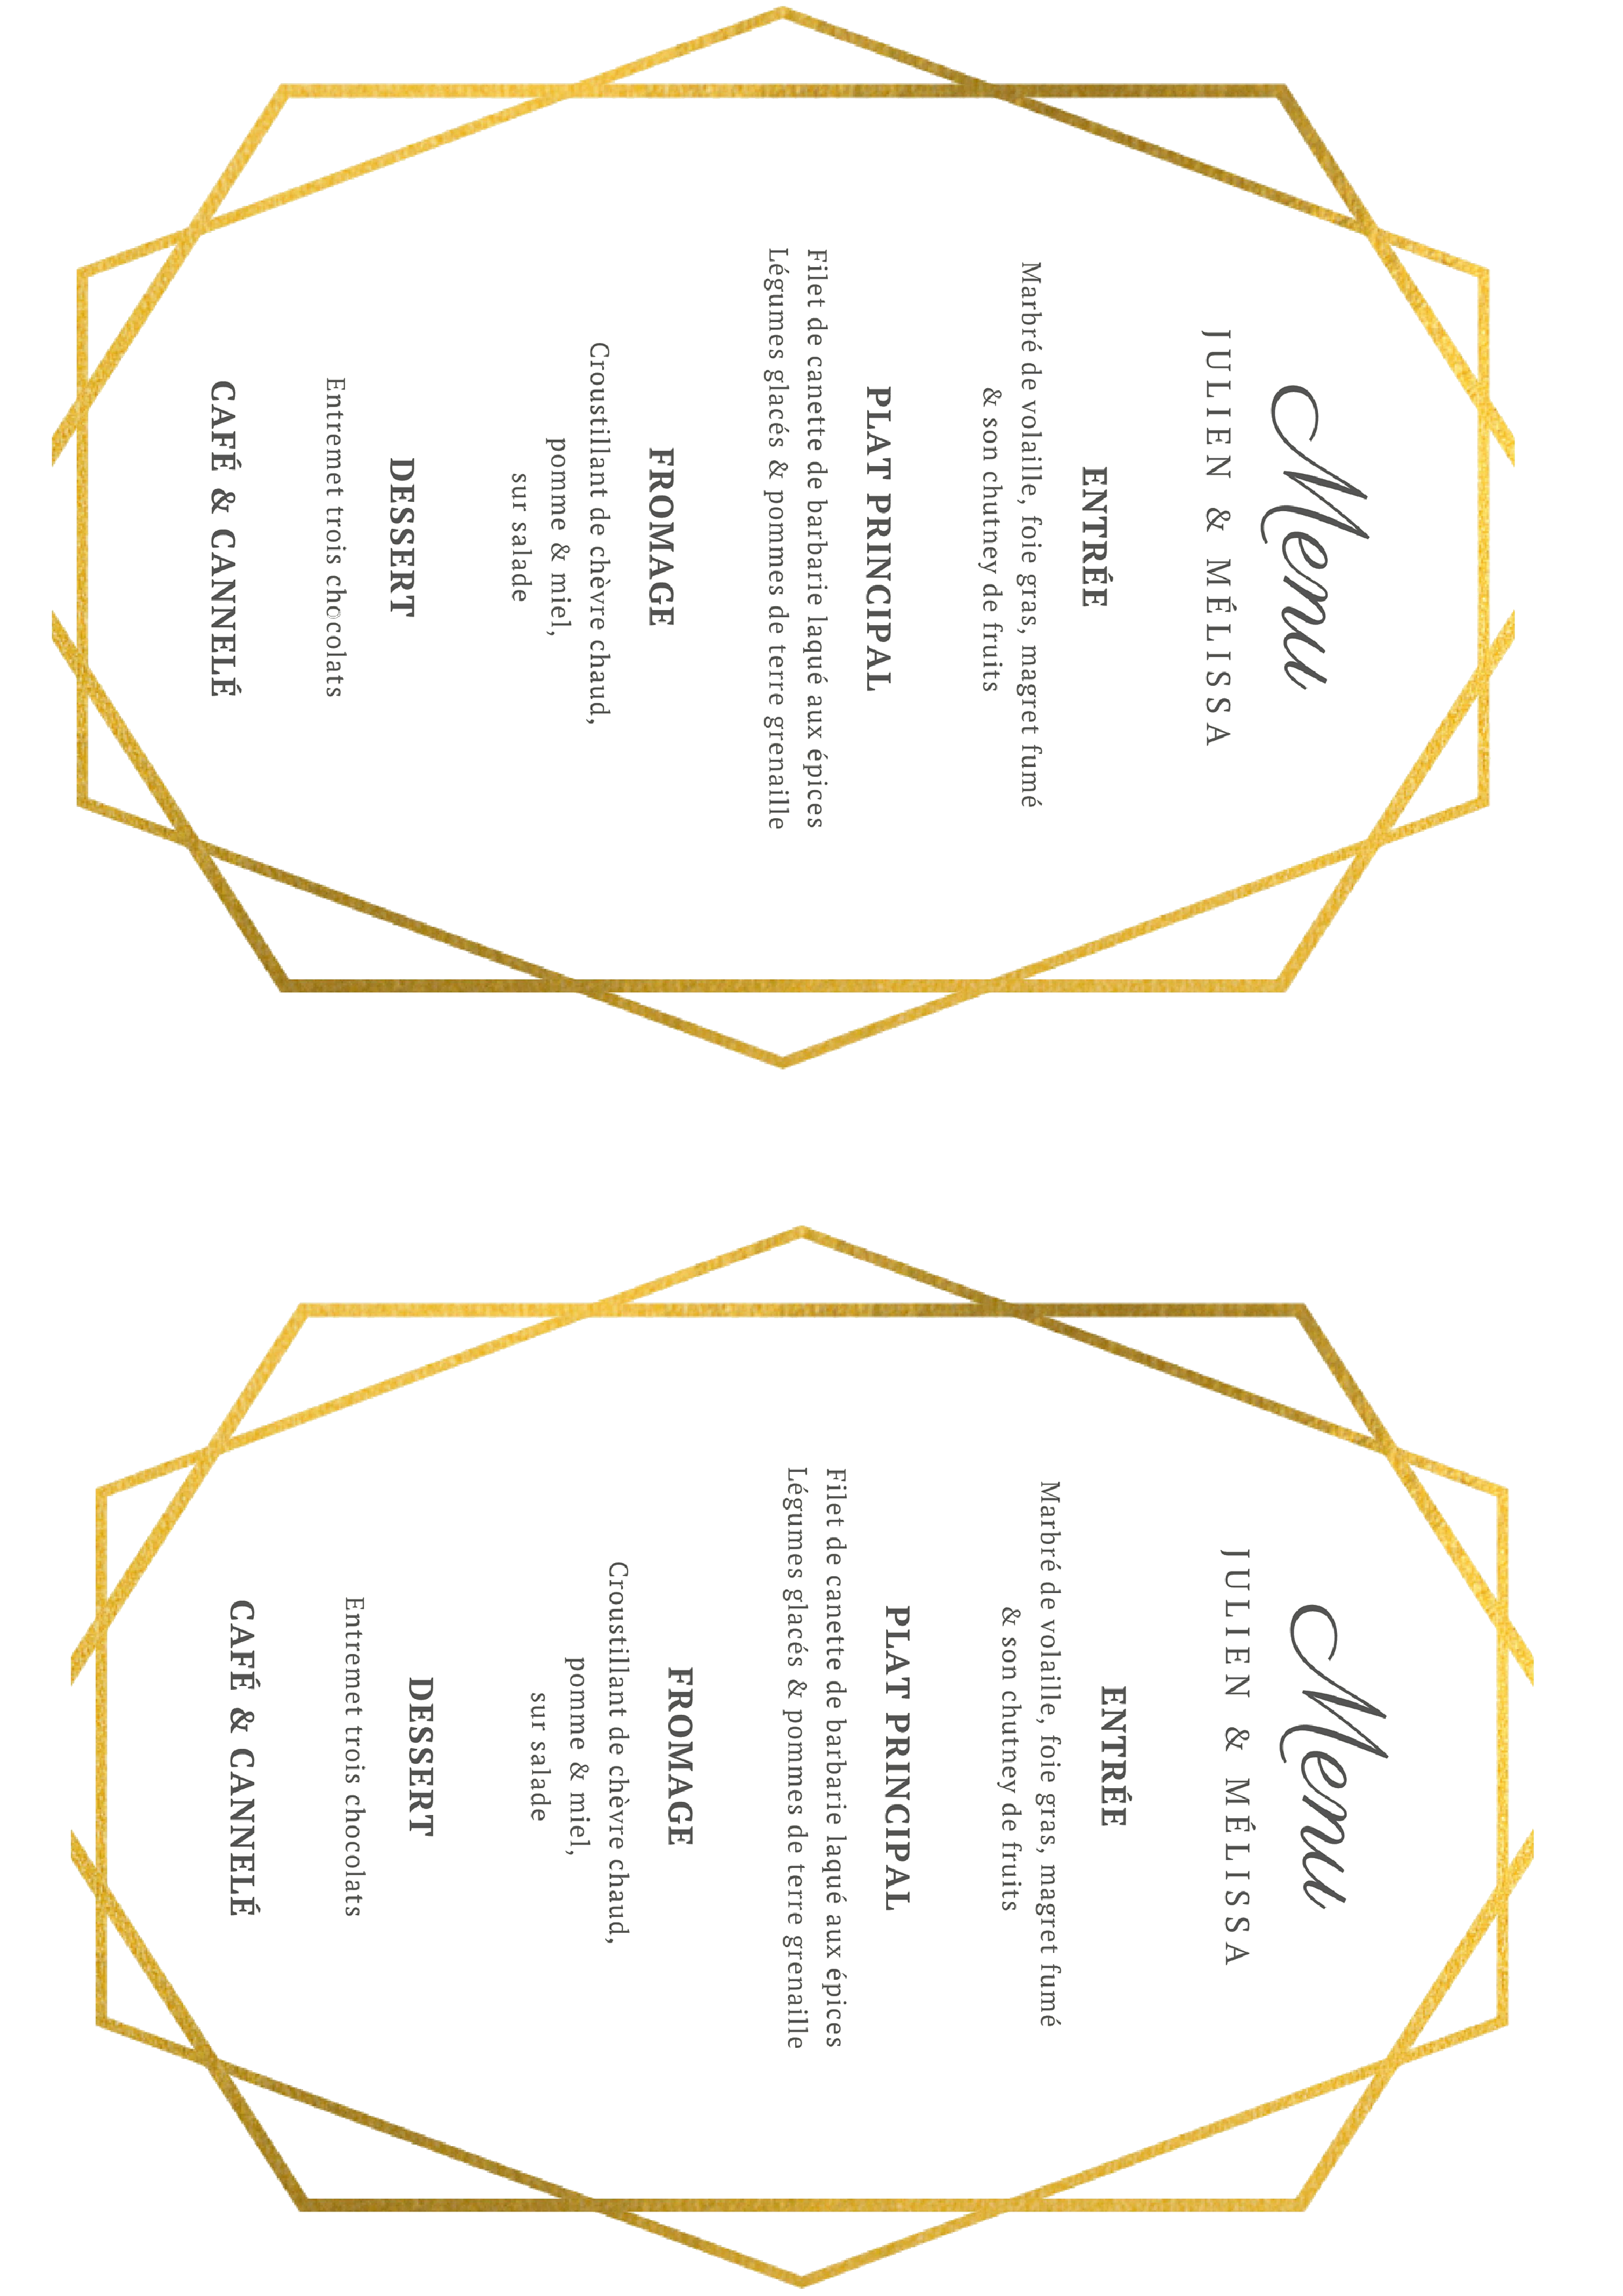 Menu
JULIEN & MÉLISSA
ENTRÉE
Marbré de volaille, foie gras, magret fumé
& son chutney de fruits
PLAT PRINCIPAL
Filet de canette de barbarie laqué aux épices
Légumes glacés & pommes de terre grenaille
FROMAGE
Croustillant de chèvre chaud,
pomme & miel,
sur salade
DESSERT
Entremet trois chocolats
CAFÉ & CANNELÉ
Menu
JULIEN & MÉLISSA
ENTRÉE
Marbré de volaille, foie gras, magret fumé
& son chutney de fruits
PLAT PRINCIPAL
Filet de canette de barbarie laqué aux épices
Légumes glacés & pommes de terre grenaille
FROMAGE
Croustillant de chèvre chaud,
pomme & miel,
sur salade
DESSERT
Entremet trois chocolats
CAFÉ & CANNELÉ